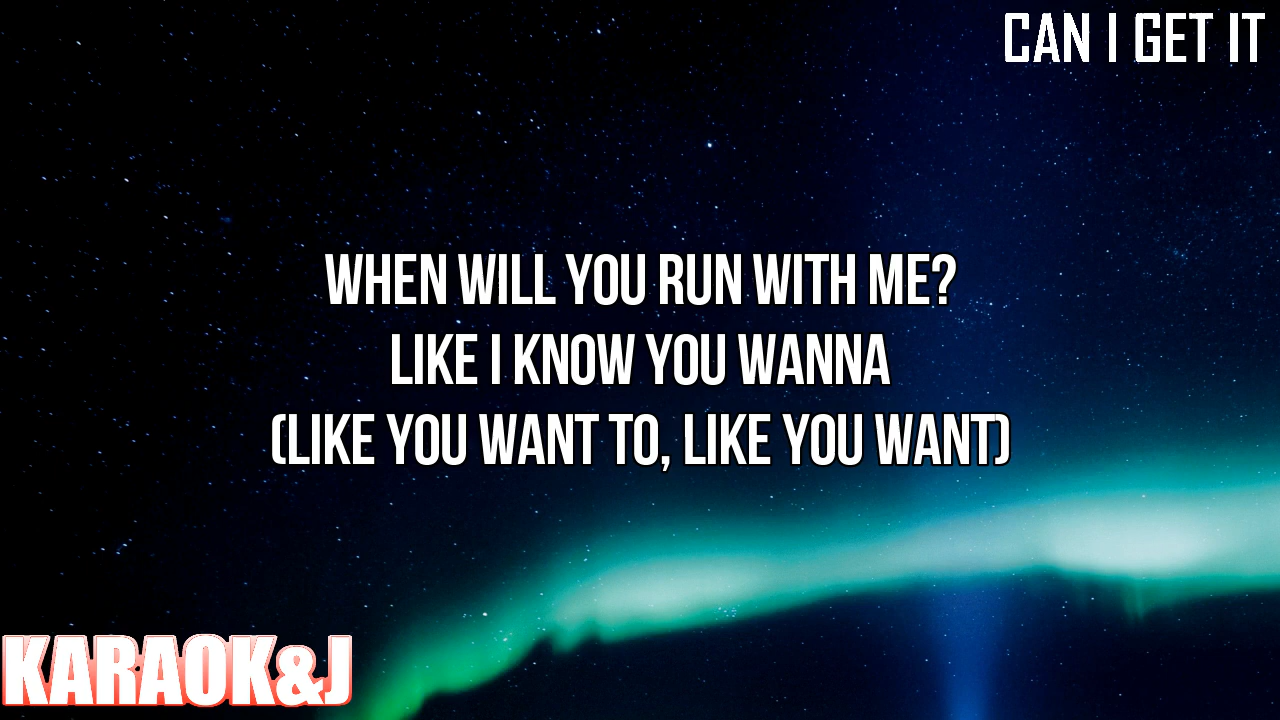 CAN I GET IT
WHEN WILL YOU RUN WITH ME?
LIKE I KNOW YOU WANNA
(LIKE YOU WANT TO, LIKE YOU WANT)
KARAOK&J